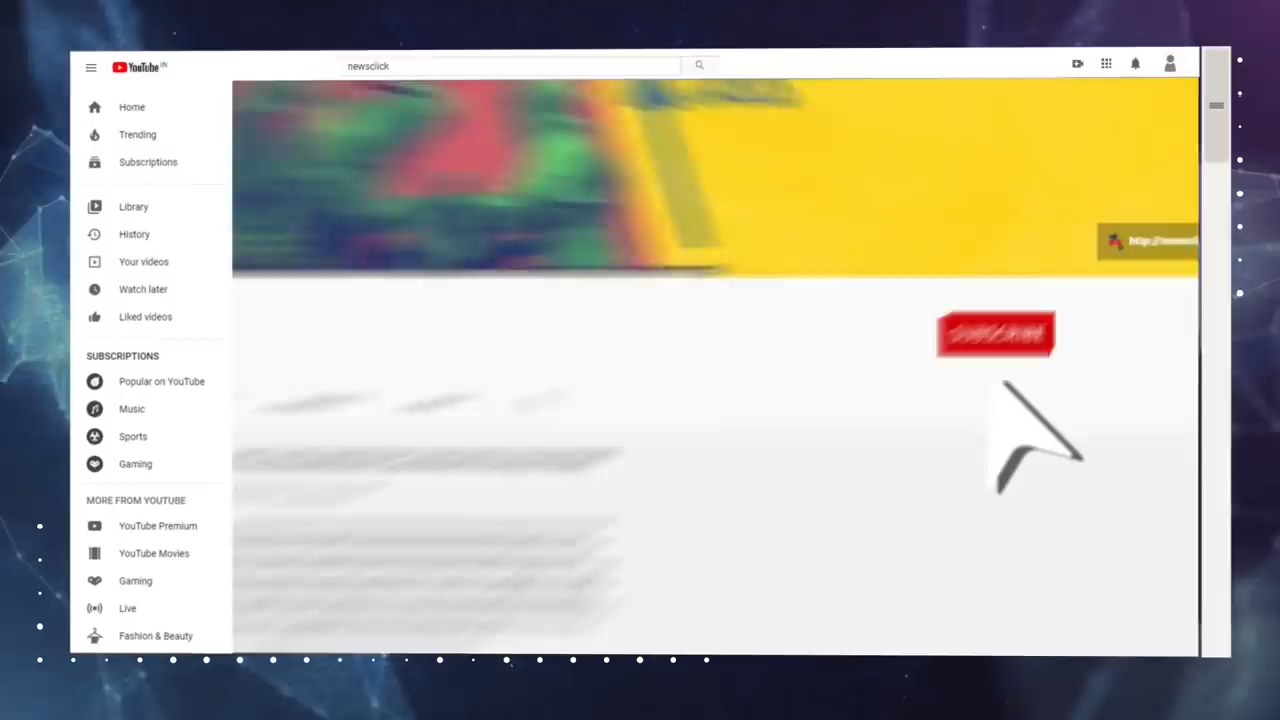 YouTube IN
newsclick
Home
Trending
Subscriptions
Library
History
Your videos
Watch later
Liked videos
SUBSCRIPTIONS
Popular on YouTube
Music
Sports
Gaming
MORE FROM YOUTUBE
YouTube Premium
YouTube Movies
Gaming
Live
Fashion & Beauty
SUBSCRIBE